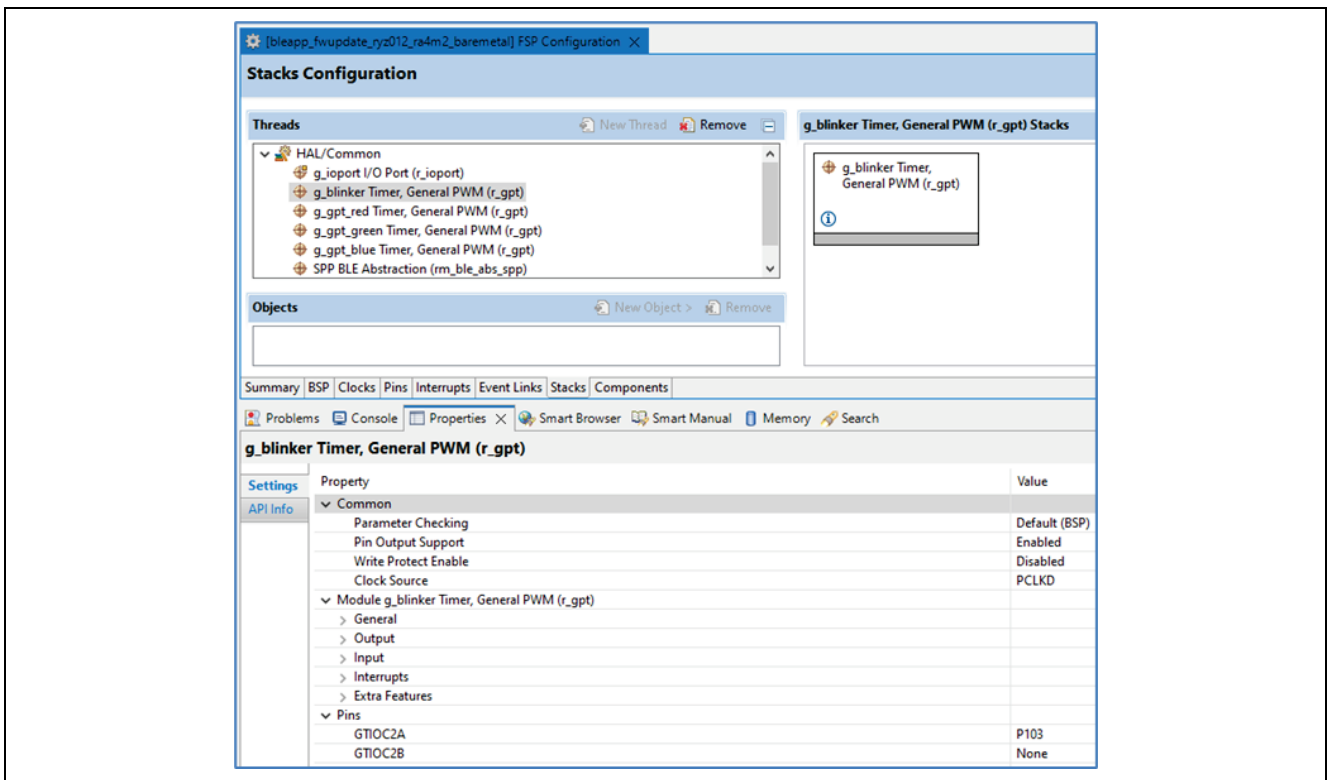 [bleapp_fwupdate_ryz012_ra4m2_baremetal] FSP Configuration
Stacks Configuration
Threads
New Thread Remove
HAL/Common
g_ioport I/O Port (r_ioport)
g_blinker Timer, General PWM (r_gpt)
g_gpt_red Timer, General PWM (r_gpt)
g_gpt_green Timer, General PWM (r_gpt)
g_gpt_blue Timer, General PWM (r_gpt)
SPP BLE Abstraction (rm_ble_abs_spp)
g_blinker Timer, General PWM (r_gpt) Stacks
g_blinker Timer,
General PWM (r_gpt)
Objects
New Object > Remove
Summary BSP Clocks Pins Interrupts Event Links Stacks Components
Problems Console Properties Smart Browser Smart Manual Memory Search
g_blinker Timer, General PWM (r_gpt)
Settings
API Info
Property Value
Common
Parameter Checking Default (BSP)
Pin Output Support Enabled
Write Protect Enable Disabled
Clock Source PCLKD
Module g_blinker Timer, General PWM (r_gpt)
General
Output
Input
Interrupts
Extra Features
Pins
GTIOC2A P103
GTIOC2B None